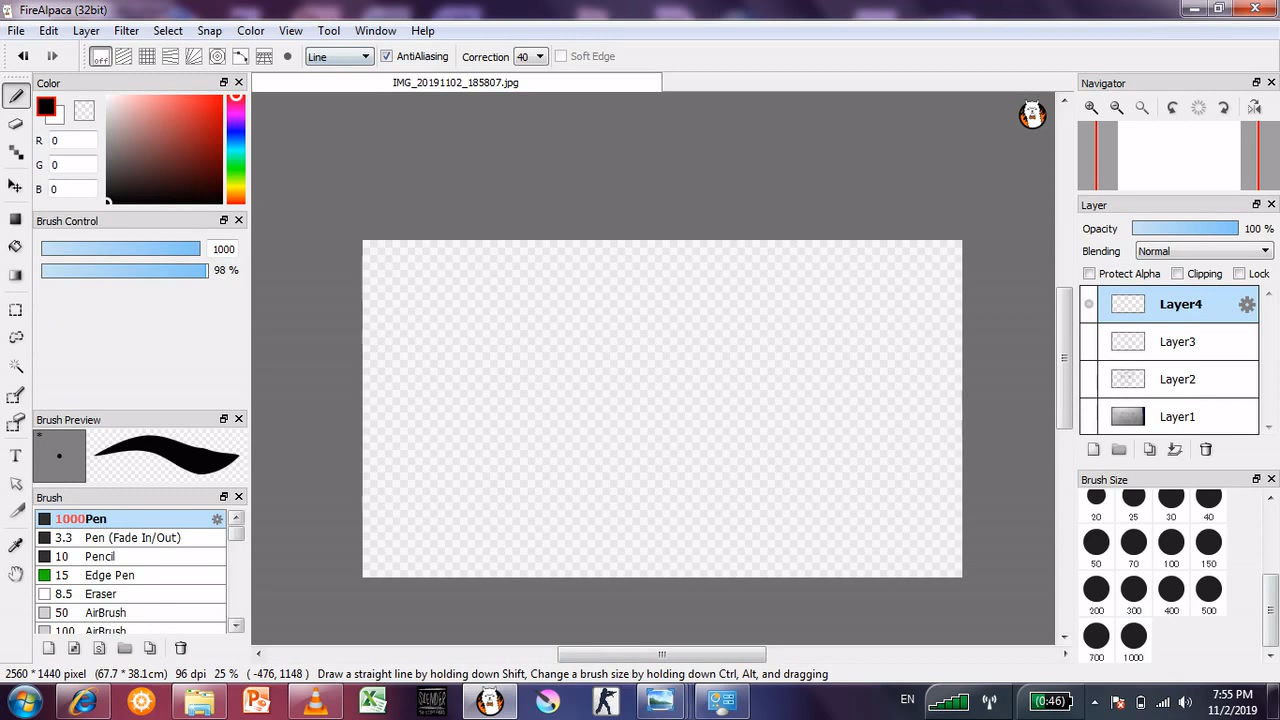 FireAlpaca (32bit)
File Edit Layer Filter Select Snap Color View Tool Window Help
off Line AntiAliasing Correction 40 Soft Edge
Color
IMG_20191102_185807.jpg
Navigator
R 0
G 0
B 0
Brush Control
1000
98 %
Layer
Opacity 100 %
Blending Normal
Protect Alpha Clipping Lock
Layer4
Layer3
Layer2
Layer1
Brush Preview
*
Brush
1000 Pen
3.3 Pen (Fade In/Out)
10 Pencil
15 Edge Pen
8.5 Eraser
50 AirBrush
100 AirBrush
Brush Size
20 25 30 40
50 70 100 150
200 300 400 500
700 1000
2560 * 1440 pixel (67.7 * 38.1cm) 96 dpi 25 % ( -476, 1148 ) Draw a straight line by holding down Shift, Change a brush size by holding down Ctrl, Alt, and dragging
EN
(0:46)
7:55 PM
11/2/2019